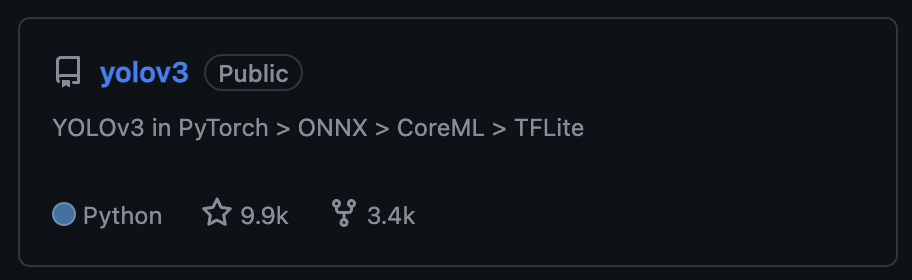 yolov3 Public
YOLOv3 in PyTorch > ONNX > CoreML > TFLite
Python 9.9k 3.4k